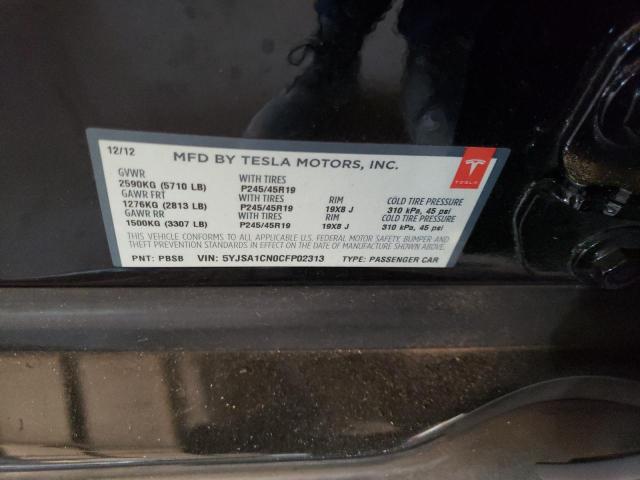 12/12
MFD BY TESLA MOTORS, INC.
TESLA
GVWR WITH TIRES
2590KG (5710 LB) P245/45R19
GAWR FRT WITH TIRES RIM COLD TIRE PRESSURE
1276KG (2813 LB) P245/45R19 19X8 J 310 kPa, 45 psi
GAWR RR WITH TIRES RIM COLD TIRE PRESSURE
1500KG (3307 LB) P245/45R19 19X8 J 310 kPa, 45 psi
THIS VEHICLE CONFORMS TO ALL APPLICABLE U.S. FEDERAL MOTOR SAFETY, BUMPER AND
THEFT PREVENTION STANDARDS IN EFFECT ON THE DATE OF MANUFACTURE SHOWN ABOVE.
PNT: PBSB VIN: 5YJSA1CN0CFP02313 TYPE: PASSENGER CAR